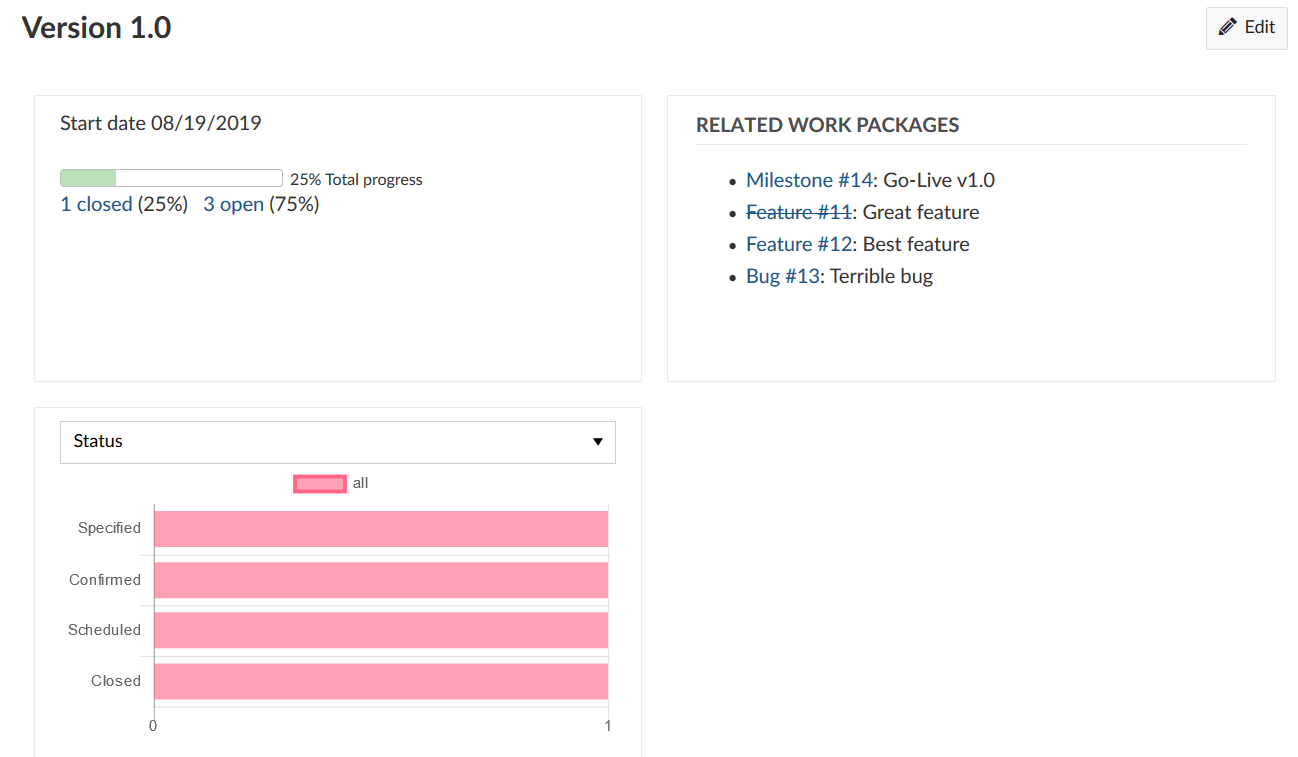 Version 1.0
Edit
Start date 08/19/2019
25% Total progress
1 closed (25%) 3 open (75%)
RELATED WORK PACKAGES
Milestone #14: Go-Live v1.0
Feature #11: Great feature
Feature #12: Best feature
Bug #13: Terrible bug
Status
all
Specified
Confirmed
Scheduled
Closed
0 1